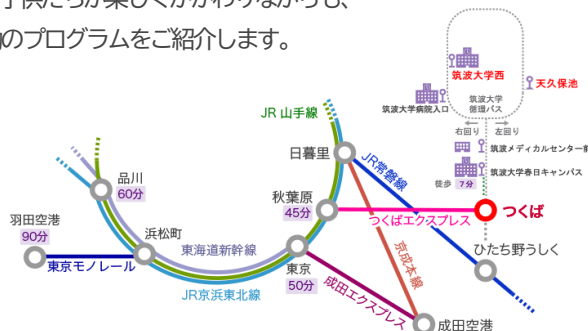 子供たちが楽しくかかわりながらも、
のプログラムをご紹介します。
筑波大学西
天久保池
筑波大学病院入口
筑波大学
循環バス
右回り
左回り
筑波メディカルセンター前
筑波大学春日キャンパス
徒歩 7分
JR 山手線
日暮里
JR常磐線
品川
60分
秋葉原
45分
つくばエクスプレス
つくば
羽田空港
90分
浜松町
東海道新幹線
東京
50分
京成本線
ひたち野うしく
東京モノレール
JR京浜東北線
成田エクスプレス
成田空港